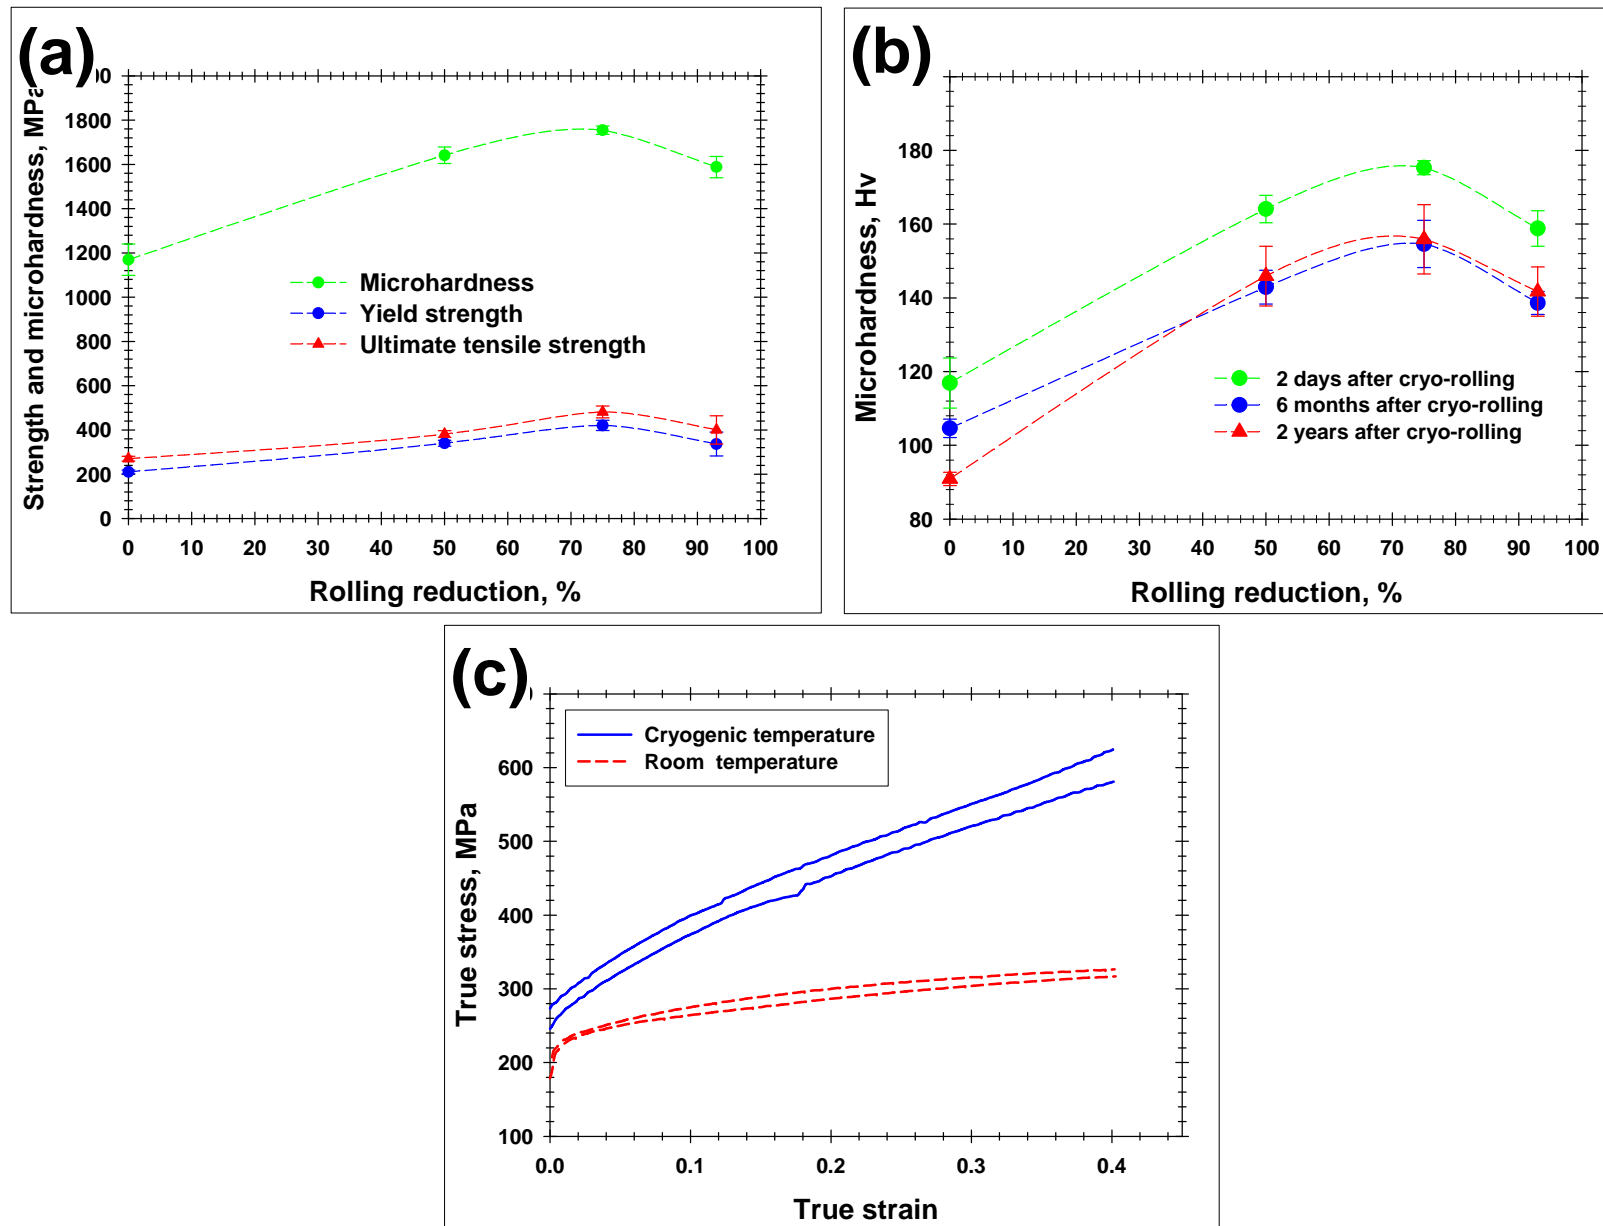 (a)
Strength and microhardness, MPa
1800
1600
1400
1200
1000
800
600
400
200
0
0 10 20 30 40 50 60 70 80 90 100
Rolling reduction, %
Microhardness
Yield strength
Ultimate tensile strength
(b)
Microhardness, Hv
180
160
140
120
100
80
0 10 20 30 40 50 60 70 80 90 100
Rolling reduction, %
2 days after cryo-rolling
6 months after cryo-rolling
2 years after cryo-rolling
(c)
True stress, MPa
600
500
400
300
200
100
0.0 0.1 0.2 0.3 0.4
True strain
Cryogenic temperature
Room temperature